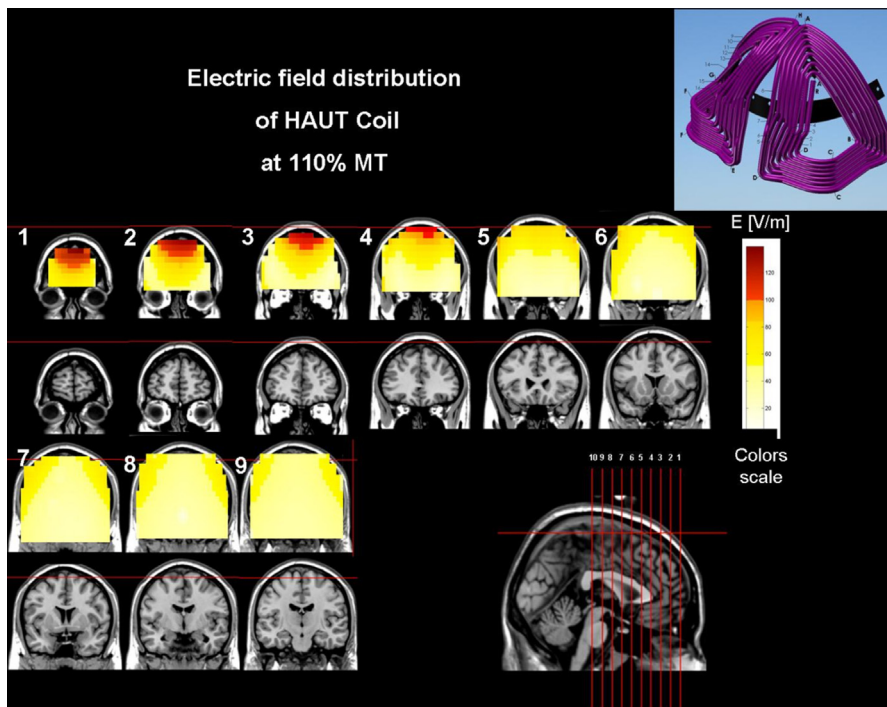 Electric field distribution
of HAUT Coil
at 110% MT
E [V/m]
1 2 3 4 5 6
120
100
80
60
40
20
Colors
scale
7 8 9
10 9 8 7 6 5 4 3 2 1